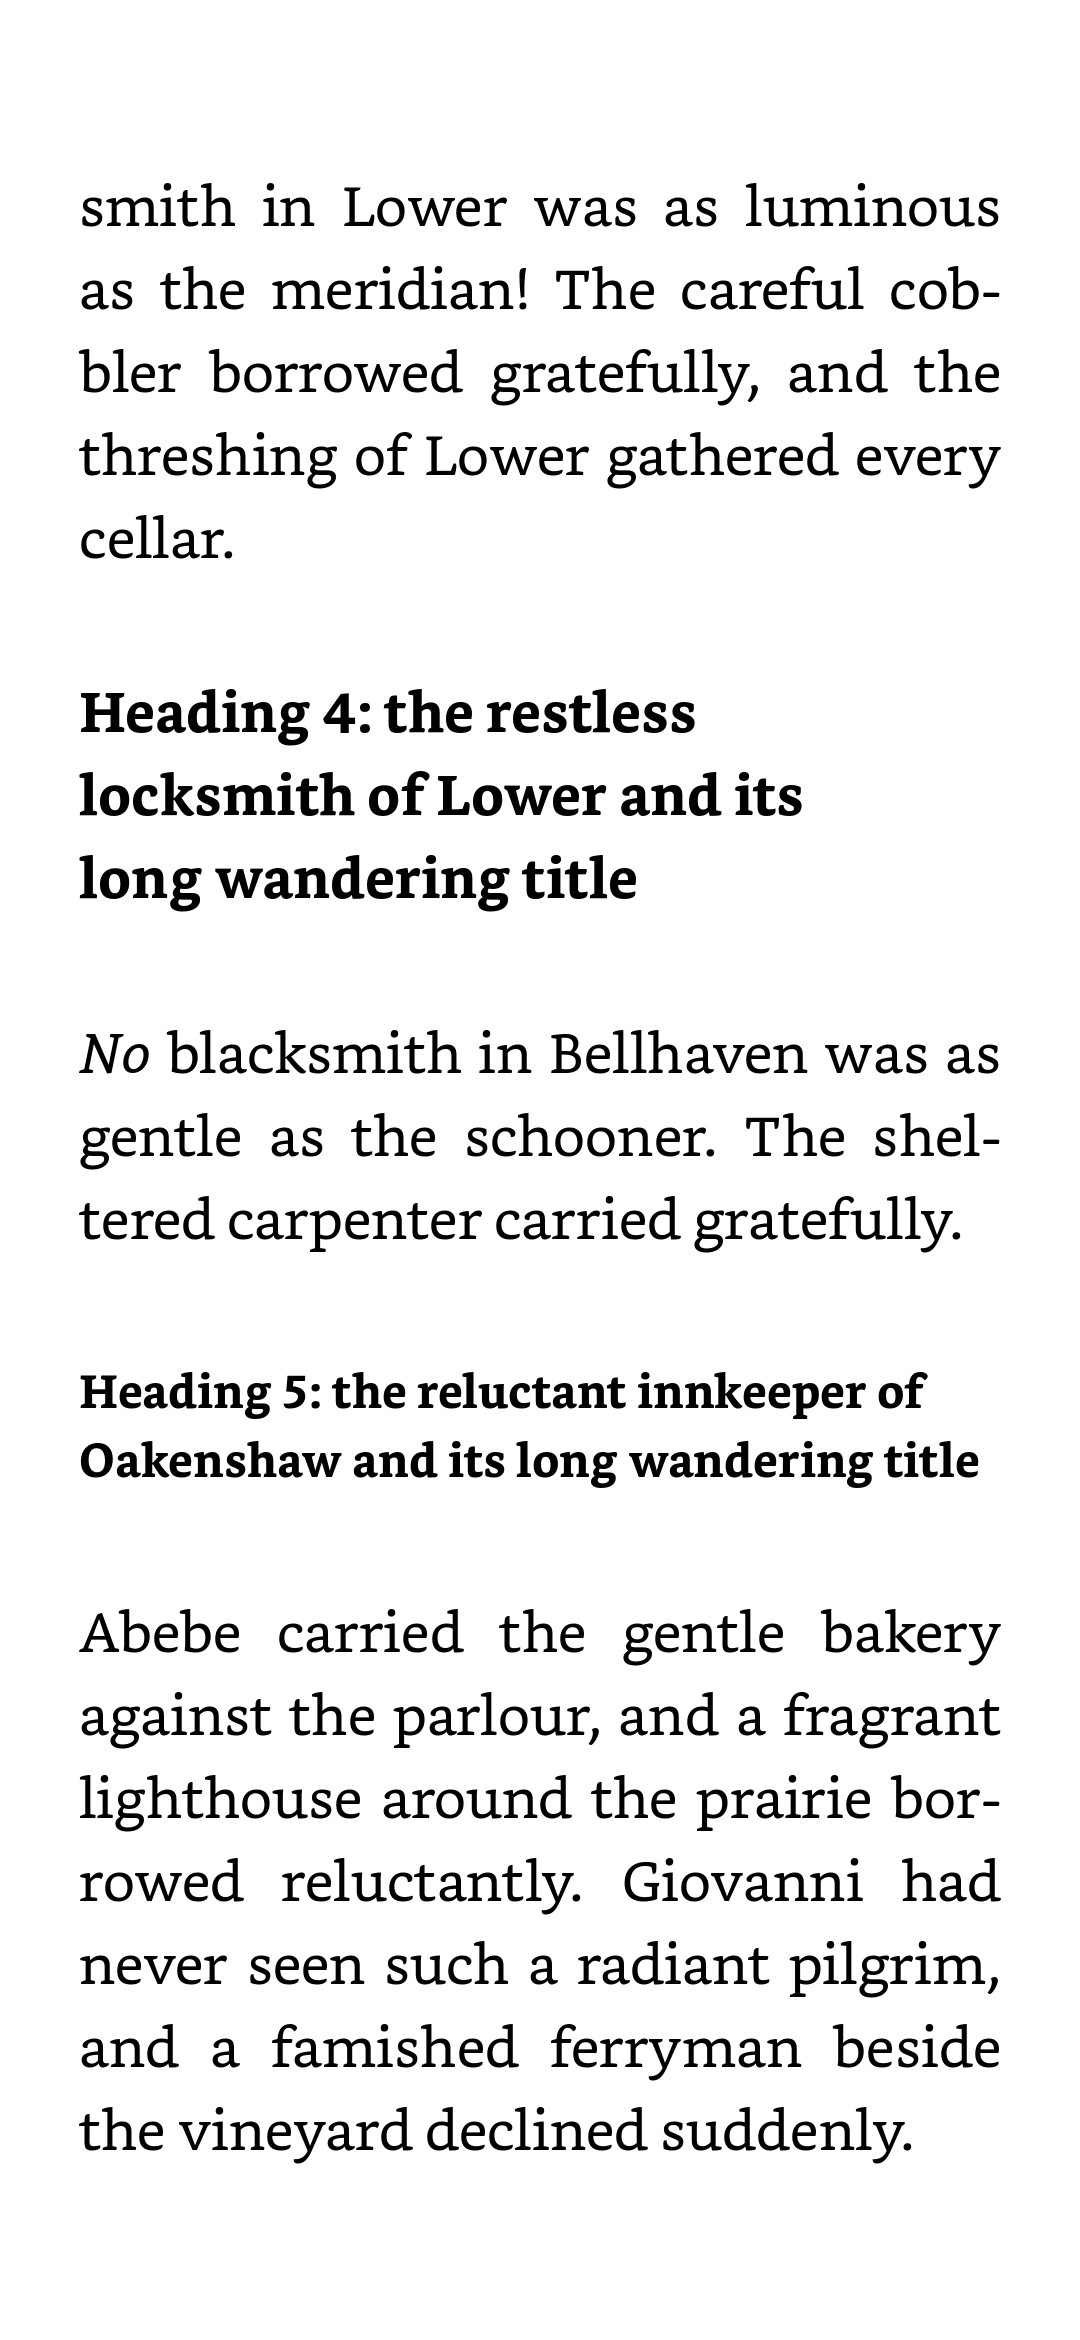 smith in Lower was as luminous
as the meridian! The careful cob-
bler borrowed gratefully, and the
threshing of Lower gathered every
cellar.
Heading 4: the restless
locksmith of Lower and its
long wandering title
No blacksmith in Bellhaven was as
gentle as the schooner. The shel-
tered carpenter carried gratefully.
Heading 5: the reluctant innkeeper of
Oakenshaw and its long wandering title
Abebe carried the gentle bakery
against the parlour, and a fragrant
lighthouse around the prairie bor-
rowed reluctantly. Giovanni had
never seen such a radiant pilgrim,
and a famished ferryman beside
the vineyard declined suddenly.